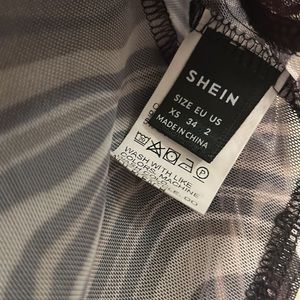 SHEIN
SIZE EU US
XS 34 2
MADE IN CHINA
WASH WITH LIKE
COLORS, MACHINE